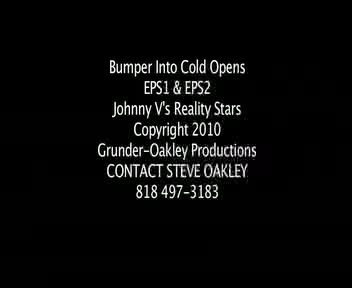 Bumper Into Cold Opens
EPS1 & EPS2
Johnny V's Reality Stars
Copyright 2010
Grunder-Oakley Productions
CONTACT STEVE OAKLEY
818 497-3183